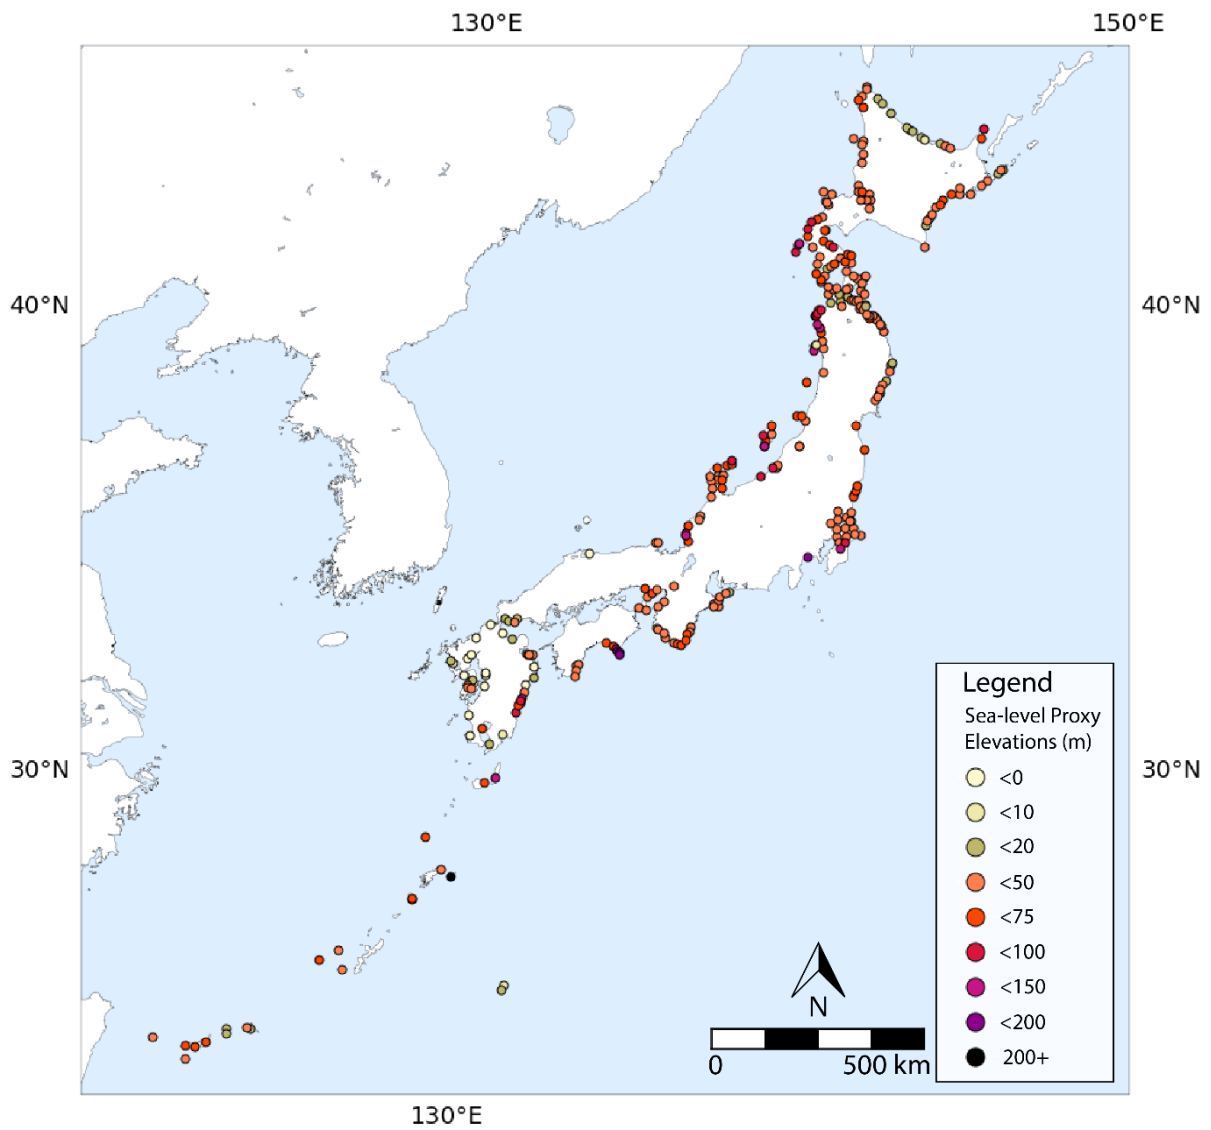 130°E 150°E
40°N 40°N
30°N 30°N
Legend
Sea-level Proxy
Elevations (m)
<0
<10
<20
<50
<75
<100
<150
<200
200+
N
0 500 km
130°E